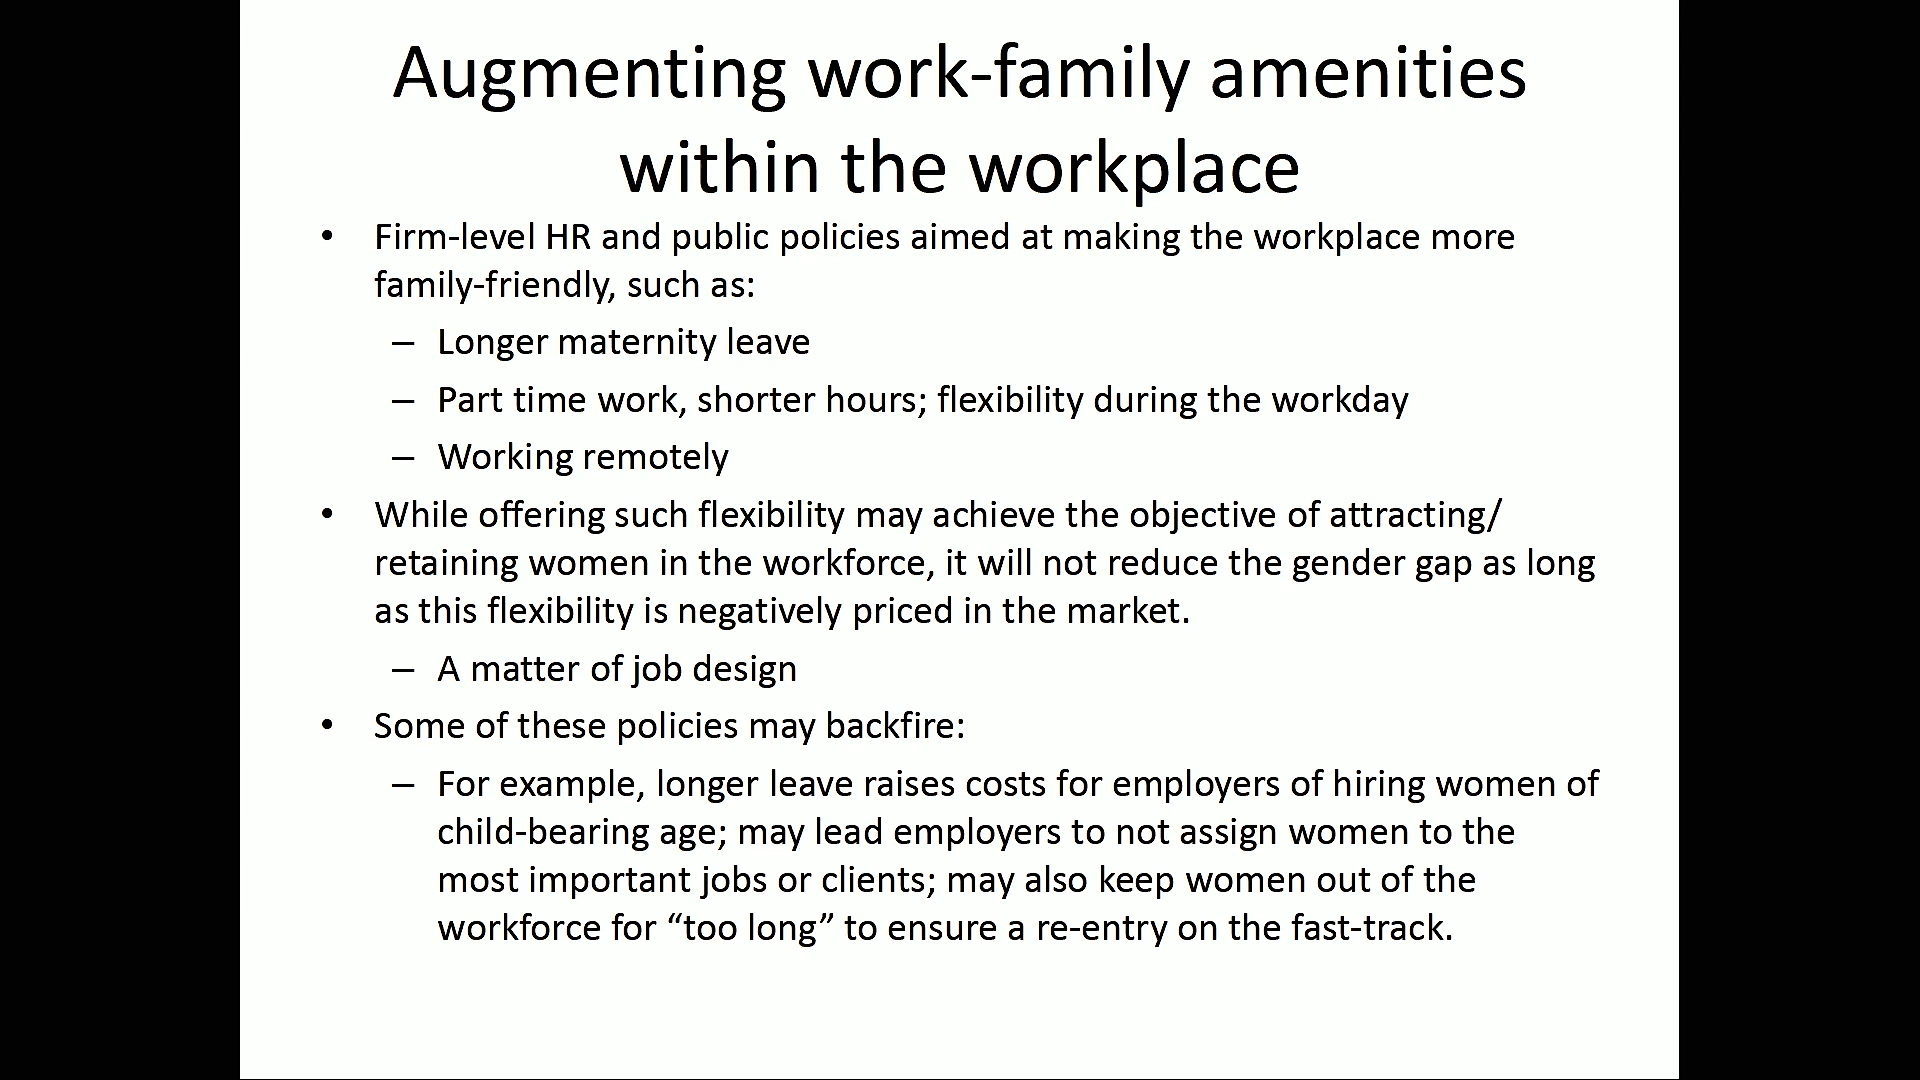 Augmenting work-family amenities
within the workplace
• Firm-level HR and public policies aimed at making the workplace more
family-friendly, such as:
– Longer maternity leave
– Part time work, shorter hours; flexibility during the workday
– Working remotely
• While offering such flexibility may achieve the objective of attracting/
retaining women in the workforce, it will not reduce the gender gap as long
as this flexibility is negatively priced in the market.
– A matter of job design
• Some of these policies may backfire:
– For example, longer leave raises costs for employers of hiring women of
child-bearing age; may lead employers to not assign women to the
most important jobs or clients; may also keep women out of the
workforce for “too long” to ensure a re-entry on the fast-track.